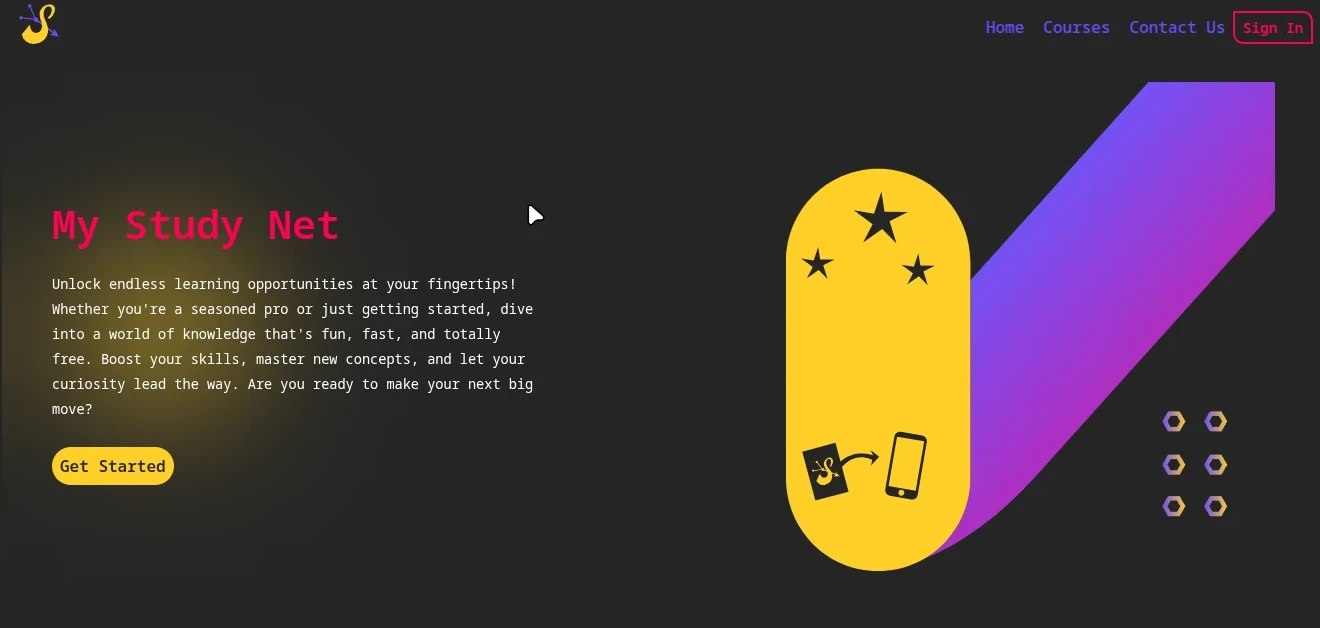 Home Courses Contact Us Sign In
My Study Net
Unlock endless learning opportunities at your fingertips!
Whether you're a seasoned pro or just getting started, dive
into a world of knowledge that's fun, fast, and totally
free. Boost your skills, master new concepts, and let your
curiosity lead the way. Are you ready to make your next big
move?
Get Started